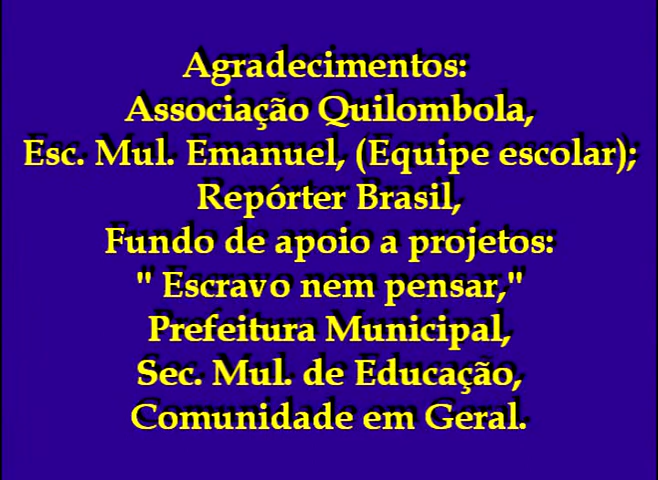 Agradecimentos:
Associação Quilombola,
Esc. Mul. Emanuel, (Equipe escolar);
Repórter Brasil,
Fundo de apoio a projetos:
" Escravo nem pensar,"
Prefeitura Municipal,
Sec. Mul. de Educação,
Comunidade em Geral.